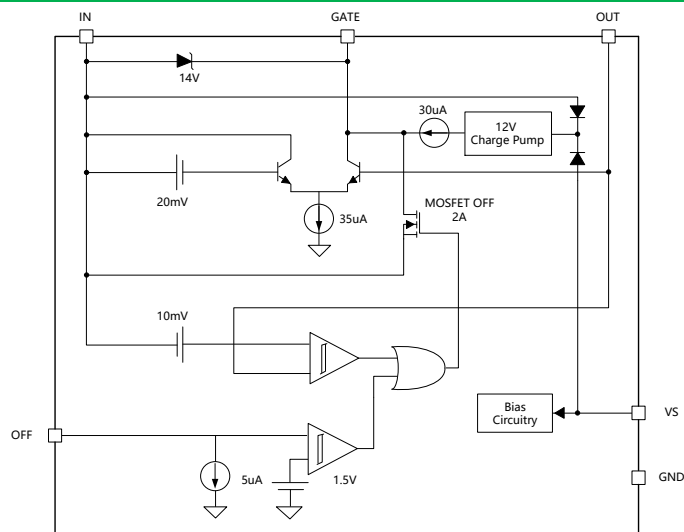 IN
GATE
OUT
14V
30uA
12V
Charge Pump
20mV
35uA
MOSFET OFF
2A
10mV
Bias
Circuitry
VS
OFF
5uA
1.5V
GND